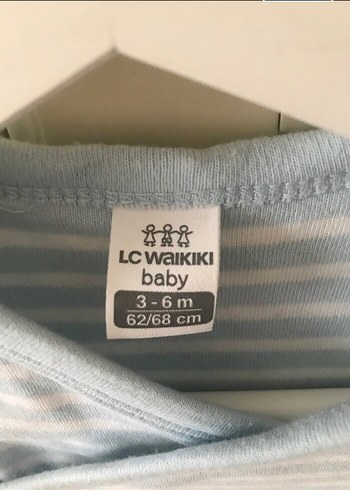 LC WAIKIKI
baby
3 - 6 m
62/68 cm